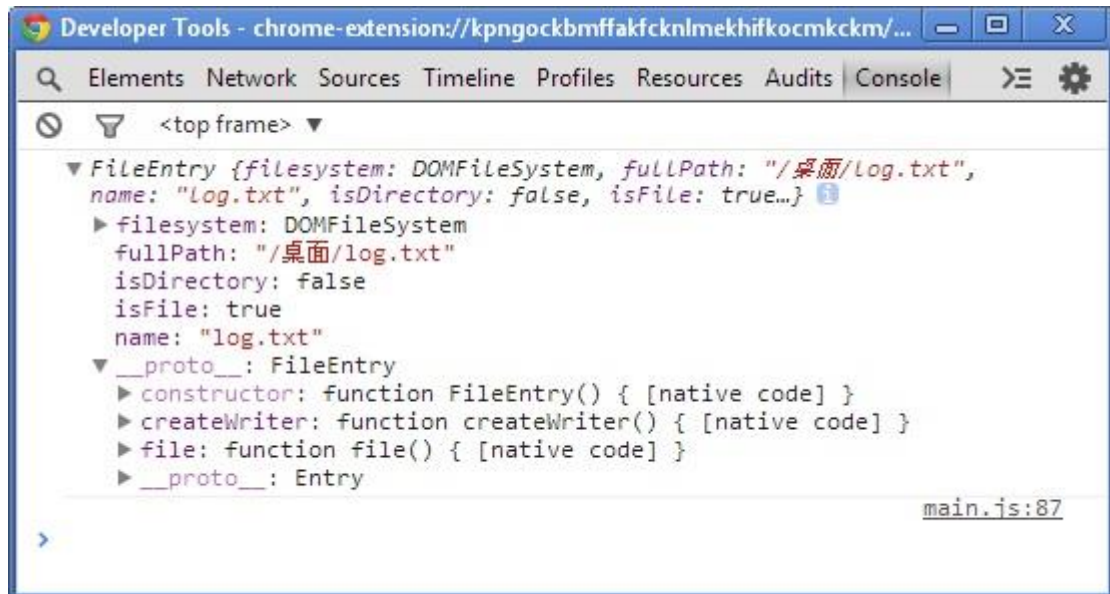 Developer Tools - chrome-extension://kpngockbmffakfcknlmekhifkocmkckm/...
Elements Network Sources Timeline Profiles Resources Audits Console
<top frame> ▼
▼ FileEntry {filesystem: DOMFileSystem, fullPath: "/桌面/log.txt",
name: "log.txt", isDirectory: false, isFile: true…}
▶ filesystem: DOMFileSystem
fullPath: "/桌面/log.txt"
isDirectory: false
isFile: true
name: "log.txt"
▼ __proto__: FileEntry
▶ constructor: function FileEntry() { [native code] }
▶ createWriter: function createWriter() { [native code] }
▶ file: function file() { [native code] }
▶ __proto__: Entry
main.js:87
>